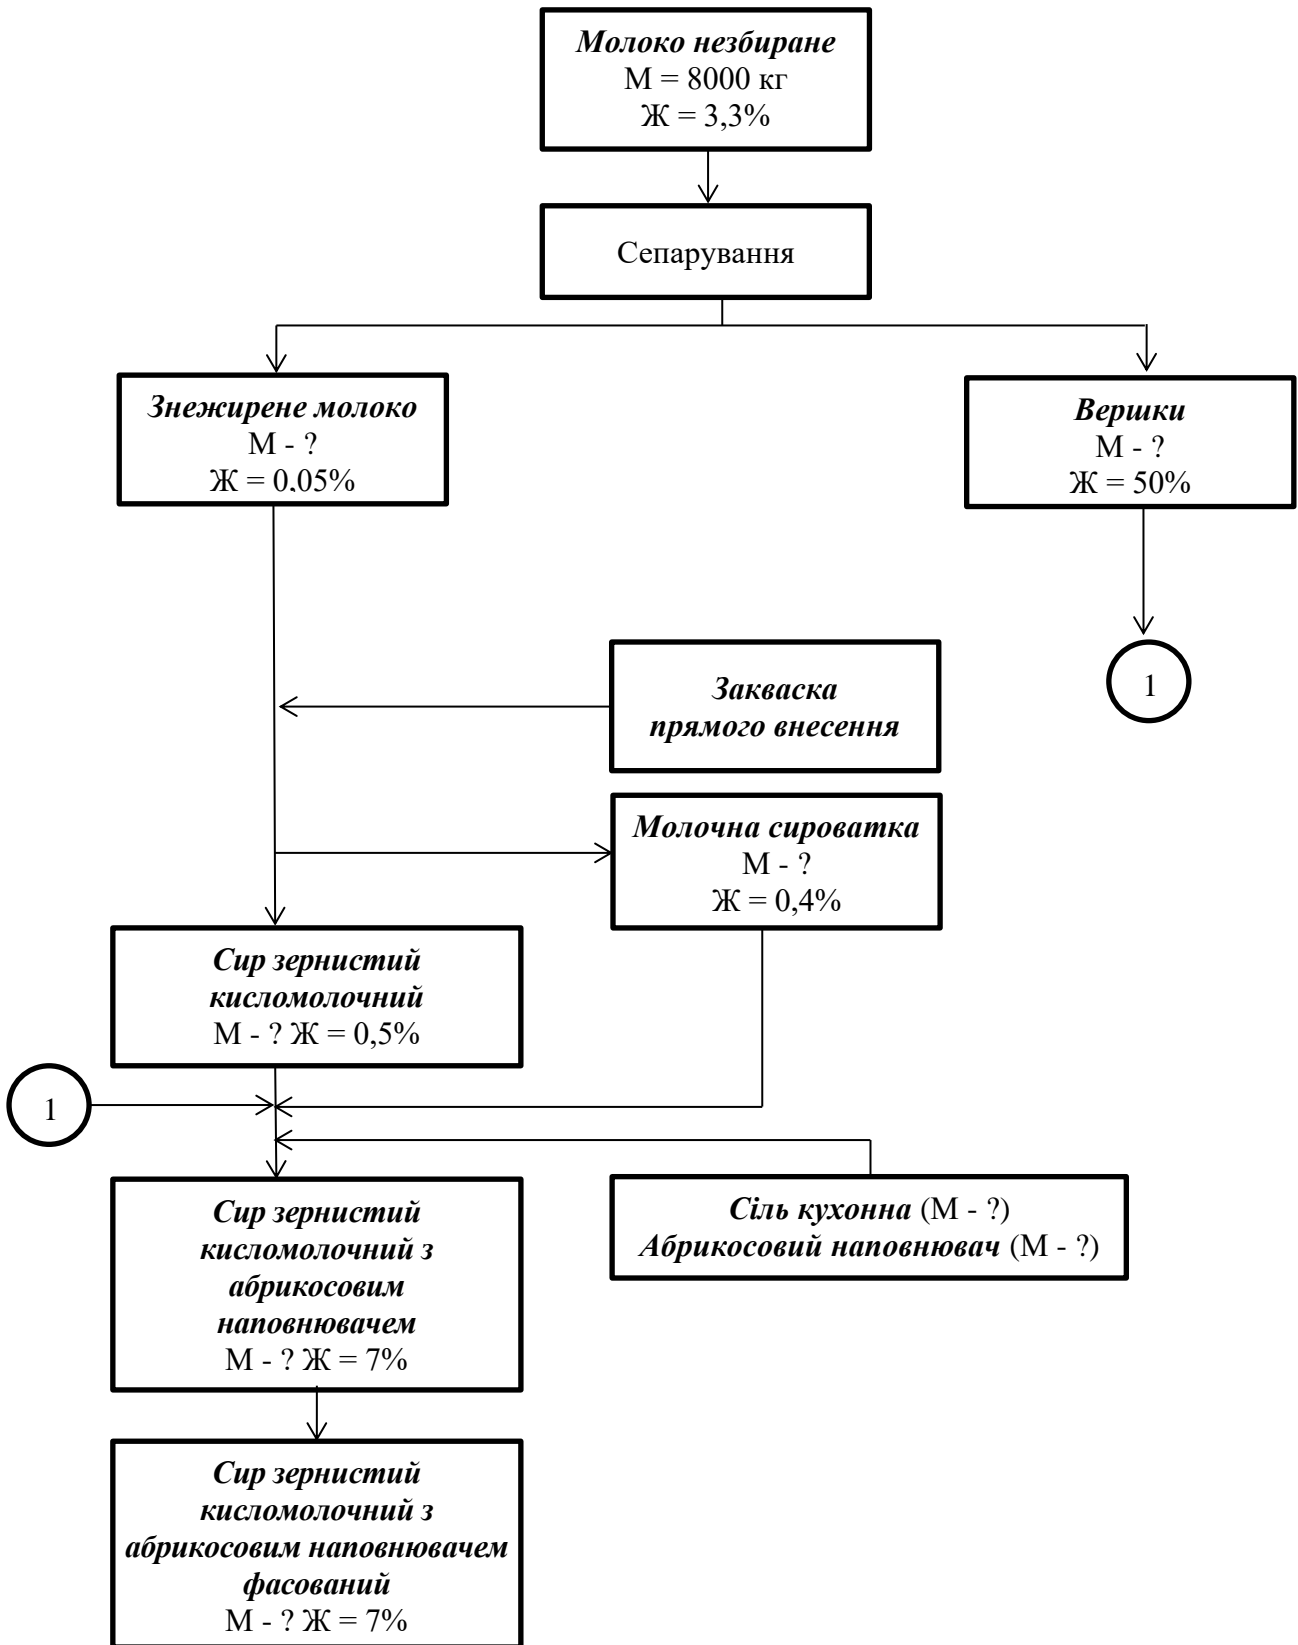 Молоко незбиране
М = 8000 кг
Ж = 3,3%
Сепарування
Знежирене молоко
М - ?
Ж = 0,05%
Вершки
М - ?
Ж = 50%
1
Закваска
прямого внесення
Молочна сироватка
М - ?
Ж = 0,4%
Сир зернистий
кисломолочний
М - ? Ж = 0,5%
1
Сир зернистий
кисломолочний з
абрикосовим
наповнювачем
М - ? Ж = 7%
Сіль кухонна (М - ?)
Абрикосовий наповнювач (М - ?)
Сир зернистий
кисломолочний з
абрикосовим наповнювачем
фасований
М - ? Ж = 7%